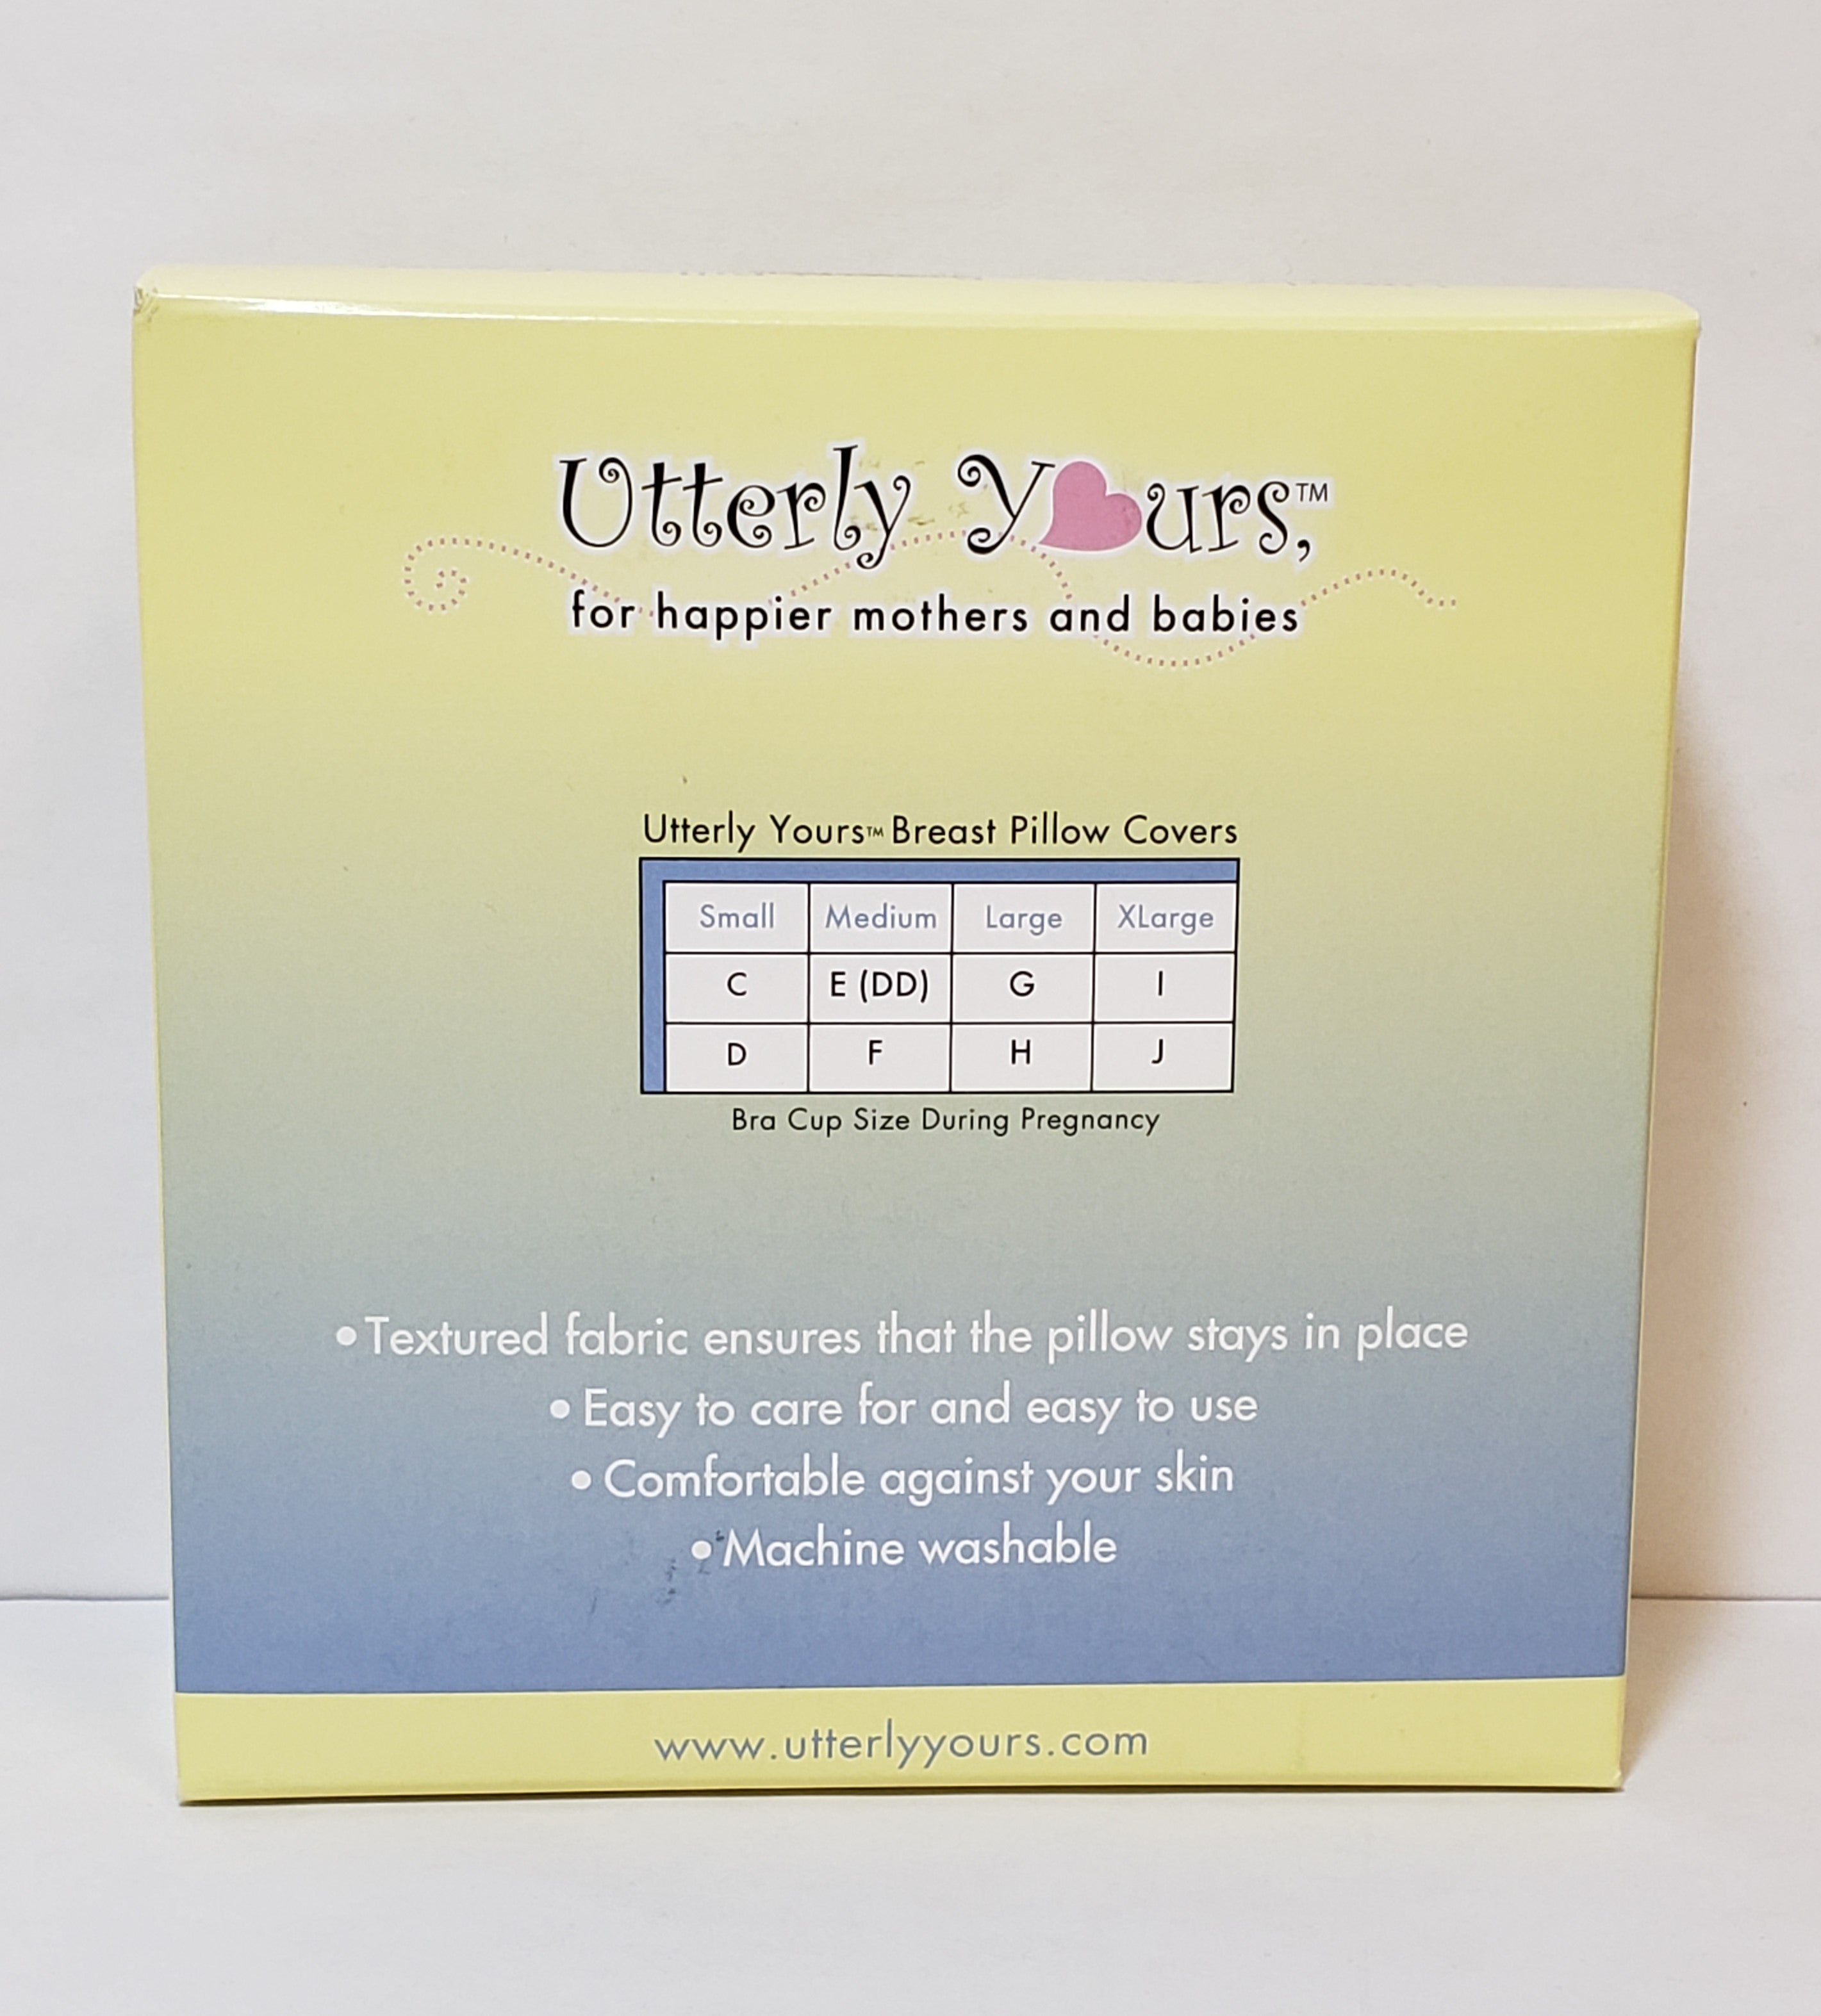 Utterly Yours,™
for happier mothers and babies
Utterly Yours™ Breast Pillow Covers
Small Medium Large XLarge
C E (DD) G I
D F H J
Bra Cup Size During Pregnancy
• Textured fabric ensures that the pillow stays in place
• Easy to care for and easy to use
• Comfortable against your skin
• Machine washable
www.utterlyyours.com